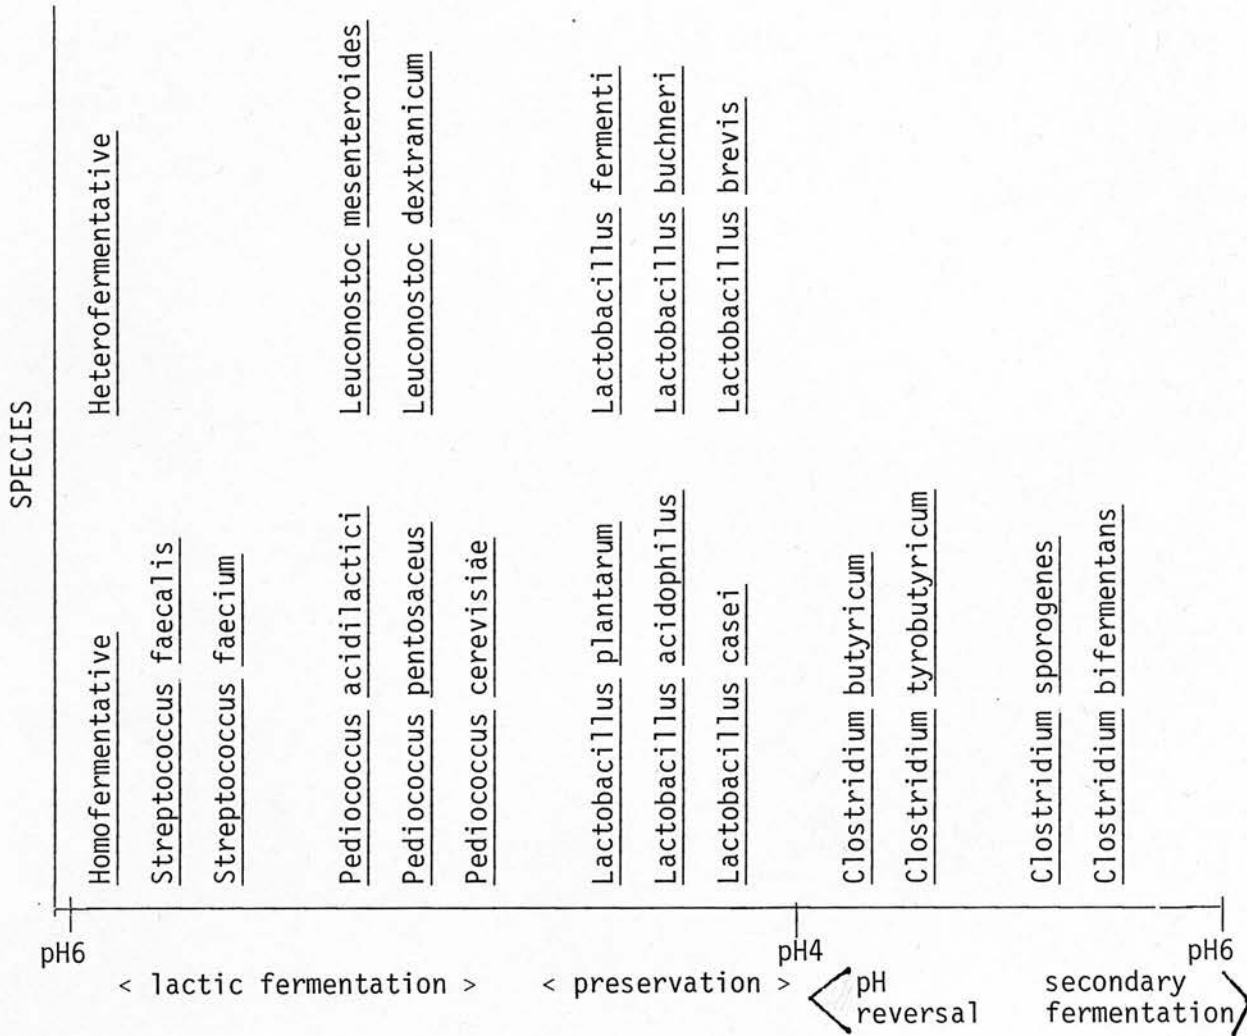 SPECIES
Heterofermentative
Leuconostoc mesenteroides
Leuconostoc dextranicum
Lactobacillus fermenti
Lactobacillus buchneri
Lactobacillus brevis
Homofermentative
Streptococcus faecalis
Streptococcus faecium
Pediococcus acidilactici
Pediococcus pentosaceus
Pediococcus cerevisiae
Lactobacillus plantarum
Lactobacillus acidophilus
Lactobacillus casei
Clostridium butyricum
Clostridium tyrobutyricum
Clostridium sporogenes
Clostridium bifermentans
pH6
pH4
pH6
< lactic fermentation >
< preservation >
pH
reversal
secondary
fermentation